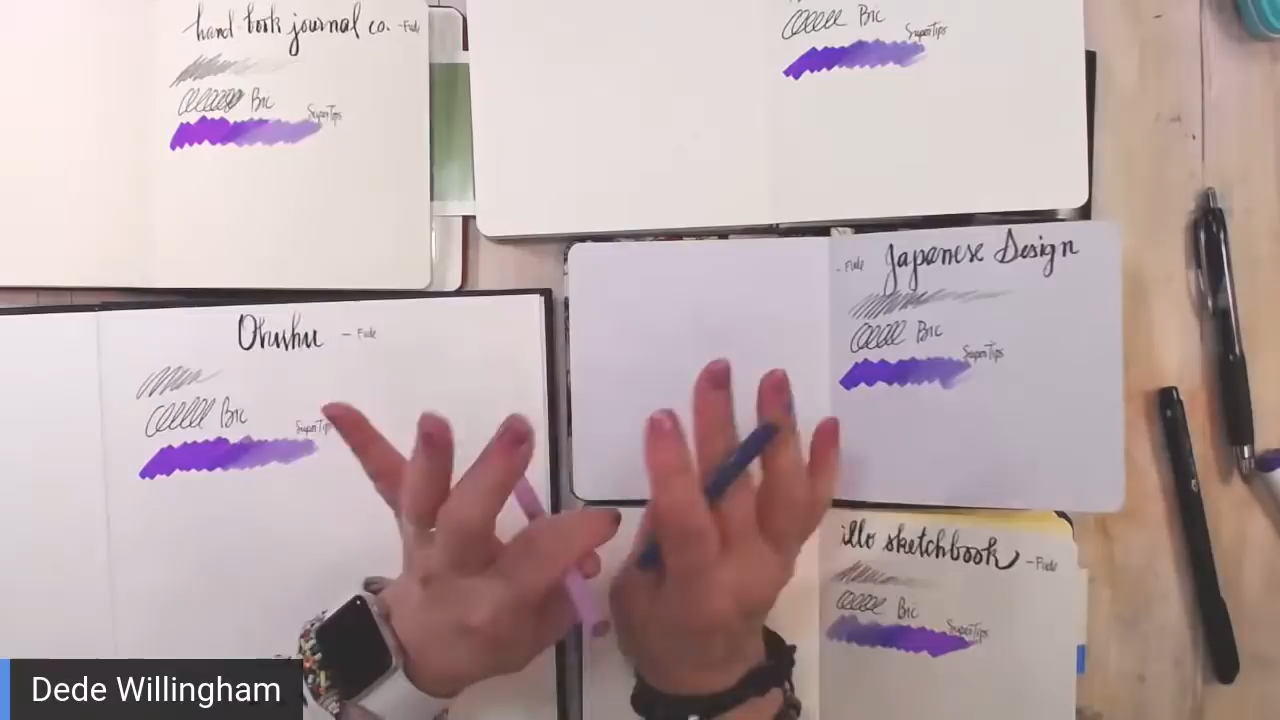 hand book journal co. - Fude
Bic
SuperTips
Bic
SuperTips
- Fude Japanese Design
Bic
SuperTips
Ohuhu - Fude
Bic
SuperTips
illo sketchbook - Fude
Bic
SuperTips
Dede Willingham